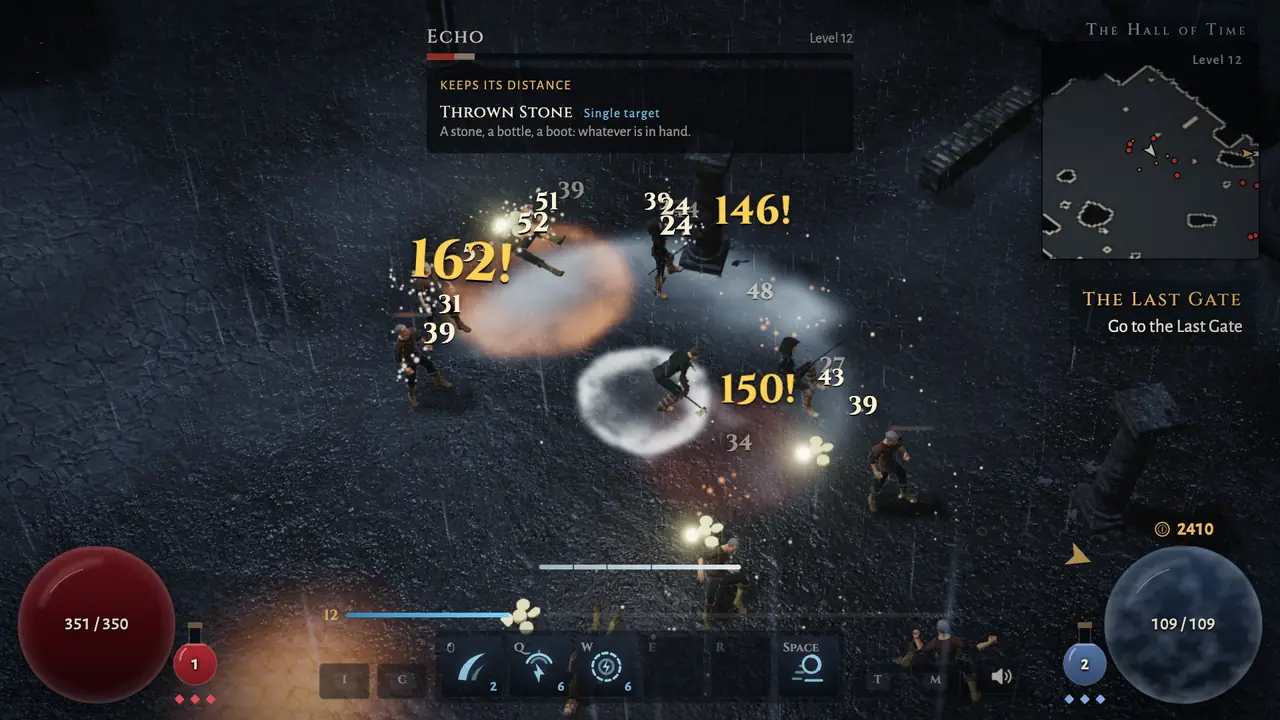 ECHO
Level 12
KEEPS ITS DISTANCE
THROWN STONE Single target
A stone, a bottle, a boot: whatever is in hand.
THE HALL OF TIME
Level 12
THE LAST GATE
Go to the Last Gate
51
39
52
39
24
24
146!
162!
31
39
48
27
43
150!
39
34
2410
351 / 350
109 / 109
12
1
I
C
2
Q
6
W
6
E
R
SPACE
T
M
2